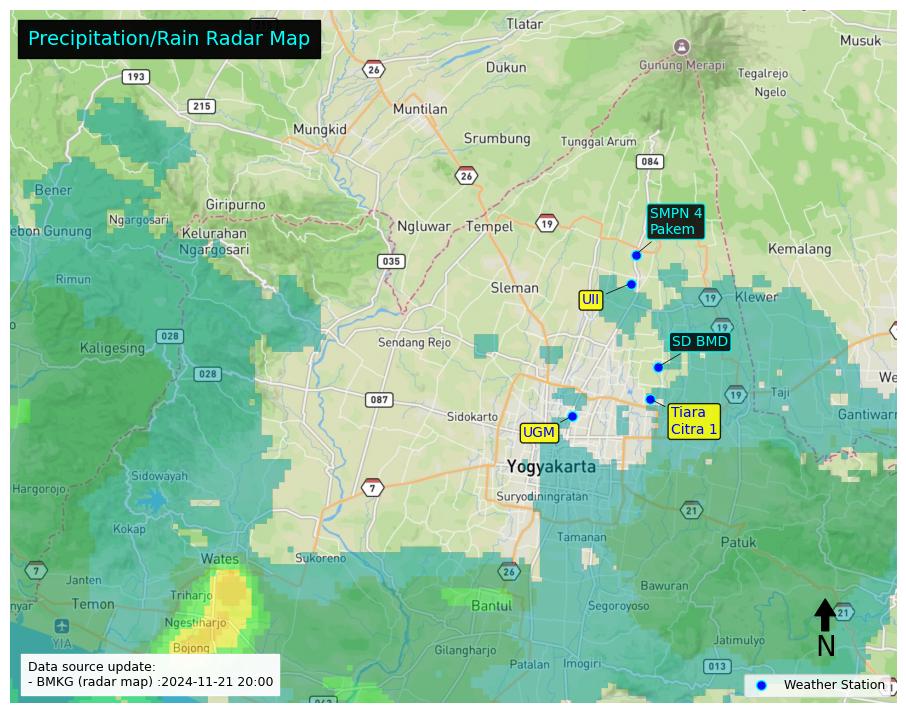 Precipitation/Rain Radar Map
Tlatar
Musuk
Gunung Merapi
26
Dukun
Tegalrejo
193
Ngelo
215
Muntilan
Mungkid
Srumbung
Tunggal Arum
084
26
Bener
Giripurno
SMPN 4
Pakem
Ngargosari
Ngluwar
Tempel
19
ebon Gunung
Kelurahan
Ngargosari
Kemalang
035
Rimun
Sleman
UII
19
Klewer
19
028
Sendang Rejo
SD BMD
Kaligesing
028
We
087
19
Taji
Sidokarto
Tiara
Citra 1
Gantiwar
UGM
Yogyakarta
Sidowayah
Hargorojo
7
Suryodiningratan
21
Kokap
Tamanan
Patuk
Wates
Sukoreno
7
26
Janten
Triharjo
Bawuran
nyar
Temon
Bantul
Segoroyoso
21
Ngestiharjo
YIA
Bojong
Gilangharjo
Jatimulyo
N
Patalan
Imogiri
013
Data source update:
- BMKG (radar map) :2024-11-21 20:00
Weather Station